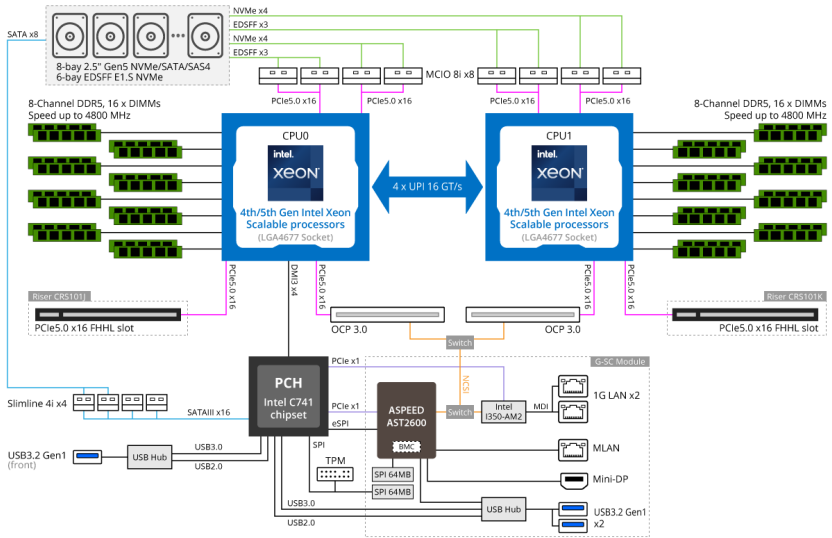 SATA x8
NVMe x4
EDSFF x3
NVMe x4
EDSFF x3
8-bay 2.5" Gen5 NVMe/SATA/SAS4
6-bay EDSFF E1.S NVMe
MCIO 8i x8
PCIe5.0 x16
PCIe5.0 x16
PCIe5.0 x16
PCIe5.0 x16
8-Channel DDR5, 16 x DIMMs
Speed up to 4800 MHz
8-Channel DDR5, 16 x DIMMs
Speed up to 4800 MHz
CPU0
intel.
XEON
4th/5th Gen Intel Xeon
Scalable processors
(LGA4677 Socket)
4 x UPI 16 GT/s
CPU1
intel.
XEON
4th/5th Gen Intel Xeon
Scalable processors
(LGA4677 Socket)
PCIe5.0 x16
DMI3 x4
PCIe5.0 x16
PCIe5.0 x16
PCIe5.0 x16
Riser CRS101J
PCIe5.0 x16 FHHL slot
OCP 3.0
OCP 3.0
Riser CRS101K
PCIe5.0 x16 FHHL slot
Switch
G-SC Module
PCIe x1
PCH
Intel C741
chipset
NCSI
ASPEED
AST2600
BMC
PCIe x1
eSPI
Switch
Intel
I350-AM2
MDI
1G LAN x2
Slimline 4i x4
SATAIII x16
SPI
MLAN
USB3.2 Gen1
(front)
USB Hub
USB3.0
USB2.0
TPM
SPI 64MB
SPI 64MB
Mini-DP
USB3.0
USB2.0
USB Hub
USB3.2 Gen1
x2